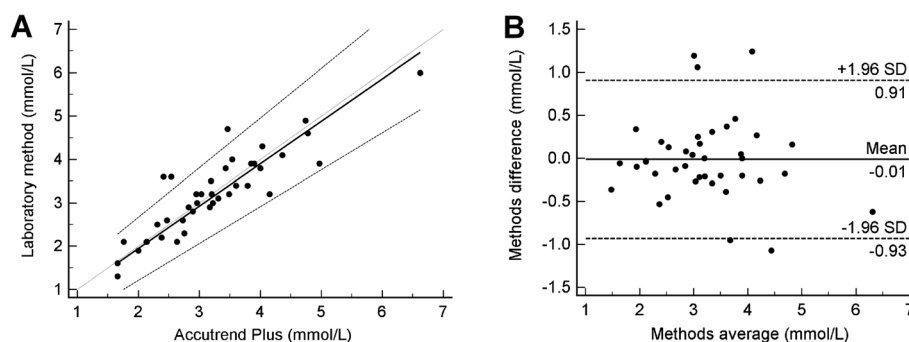 A
Laboratory method (mmol/L)
7
6
5
4
3
2
1
1 2 3 4 5 6 7
Accutrend Plus (mmol/L)
B
Methods difference (mmol/L)
1.5
1.0
0.5
0.0
-0.5
-1.0
-1.5
+1.96 SD
0.91
Mean
-0.01
-1.96 SD
-0.93
1 2 3 4 5 6 7
Methods average (mmol/L)